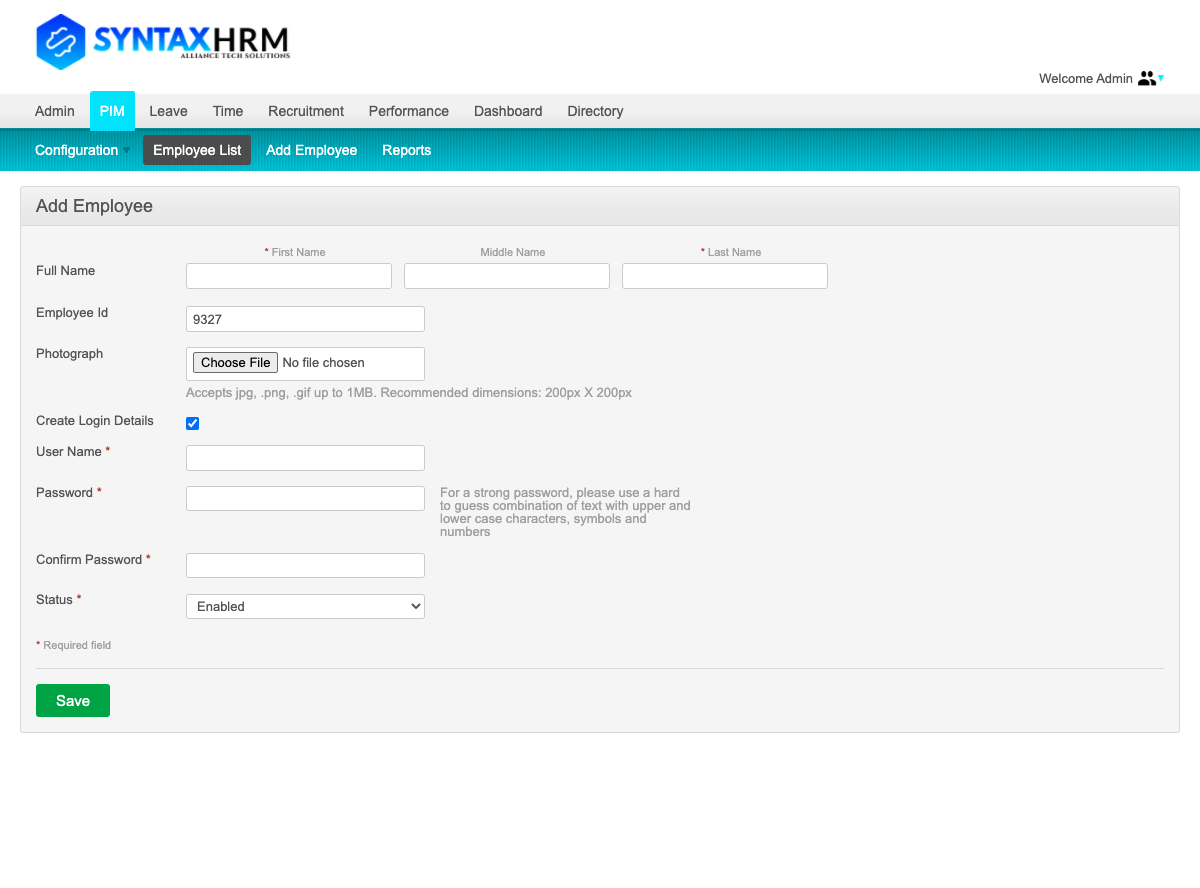 SYNTAXHRM
ALLIANCE TECH SOLUTIONS
Welcome Admin
Admin PIM Leave Time Recruitment Performance Dashboard Directory
Configuration Employee List Add Employee Reports
Add Employee
* First Name Middle Name * Last Name
Full Name
Employee Id 9327
Photograph Choose File No file chosen
Accepts jpg, .png, .gif up to 1MB. Recommended dimensions: 200px X 200px
Create Login Details
User Name *
Password * For a strong password, please use a hard
to guess combination of text with upper and
lower case characters, symbols and
numbers
Confirm Password *
Status * Enabled
* Required field
Save